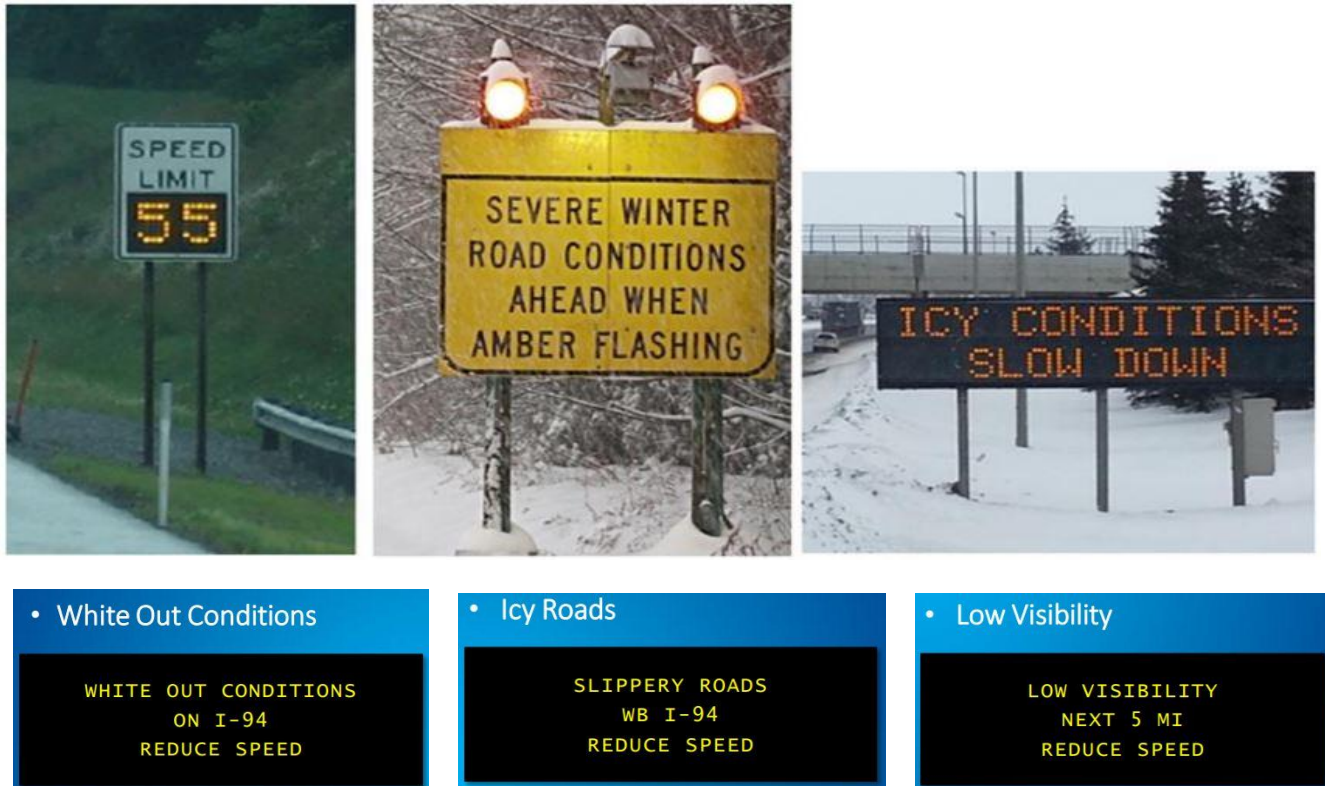 SPEED
LIMIT
55
SEVERE WINTER
ROAD CONDITIONS
AHEAD WHEN
AMBER FLASHING
ICY CONDITIONS
SLOW DOWN
• White Out Conditions
WHITE OUT CONDITIONS
ON I-94
REDUCE SPEED
• Icy Roads
SLIPPERY ROADS
WB I-94
REDUCE SPEED
• Low Visibility
LOW VISIBILITY
NEXT 5 MI
REDUCE SPEED